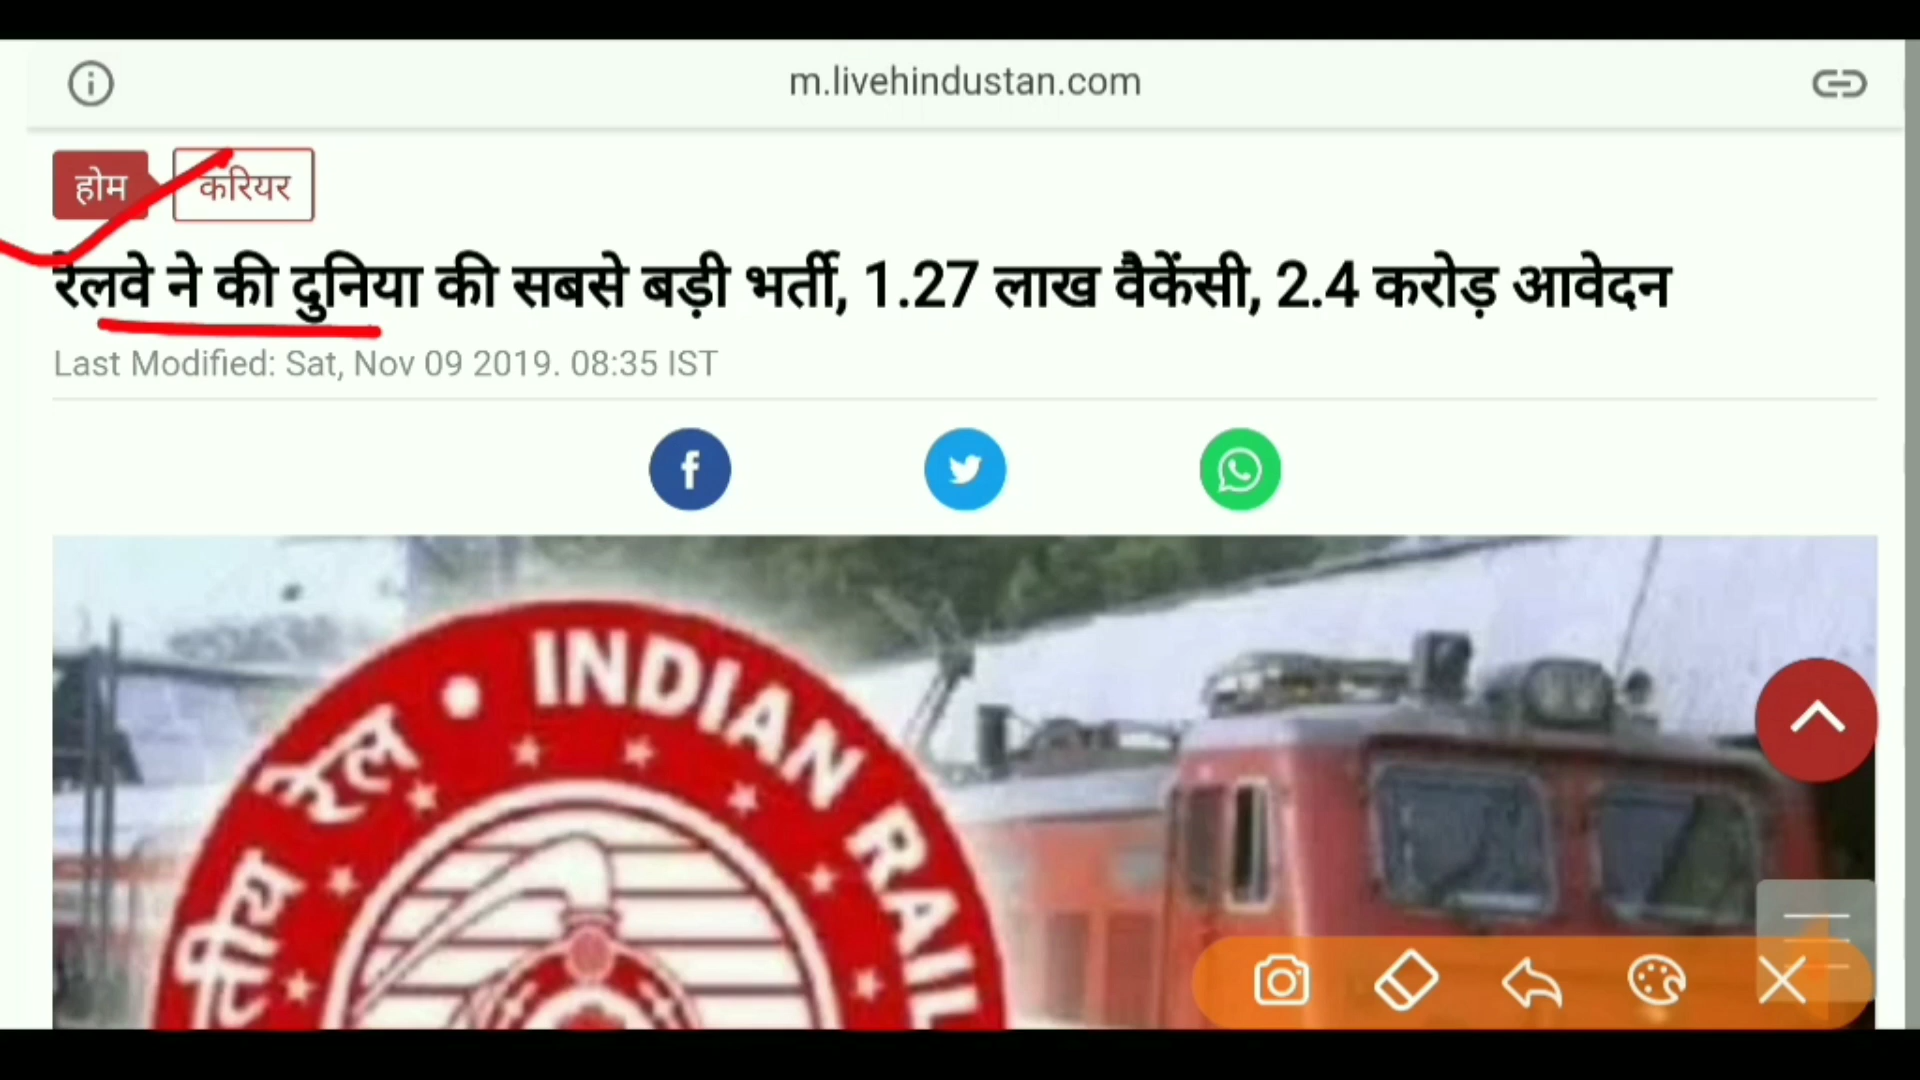 m.livehindustan.com
होम
करियर
रेलवे ने की दुनिया की सबसे बड़ी भर्ती, 1.27 लाख वैकेंसी, 2.4 करोड़ आवेदन
Last Modified: Sat, Nov 09 2019. 08:35 IST
तीय रेल • INDIAN RAIL